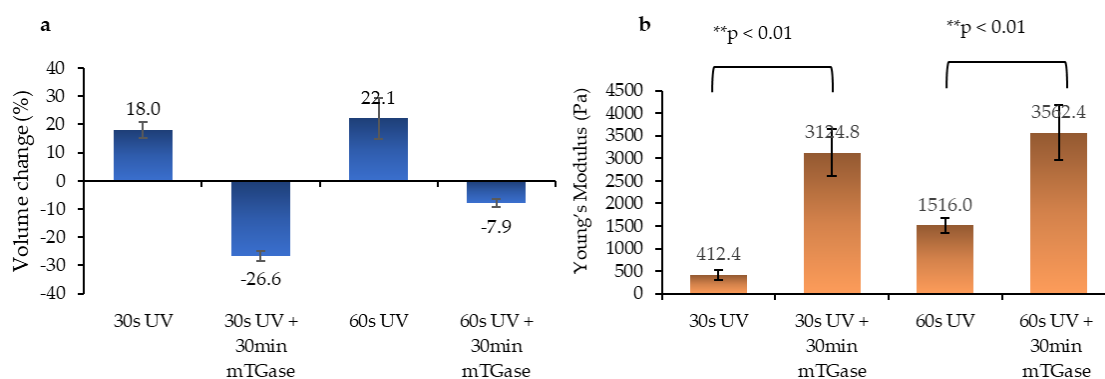 a
Volume change (%)
40
30
20
10
0
-10
-20
-30
-40
18.0
-26.6
22.1
-7.9
30s UV
30s UV +
30min
mTGase
60s UV
60s UV +
30min
mTGase
b
**p < 0.01
**p < 0.01
Young's Modulus (Pa)
4500
4000
3500
3000
2500
2000
1500
1000
500
0
412.4
3124.8
1516.0
3562.4
30s UV
30s UV +
30min
mTGase
60s UV
60s UV +
30min
mTGase